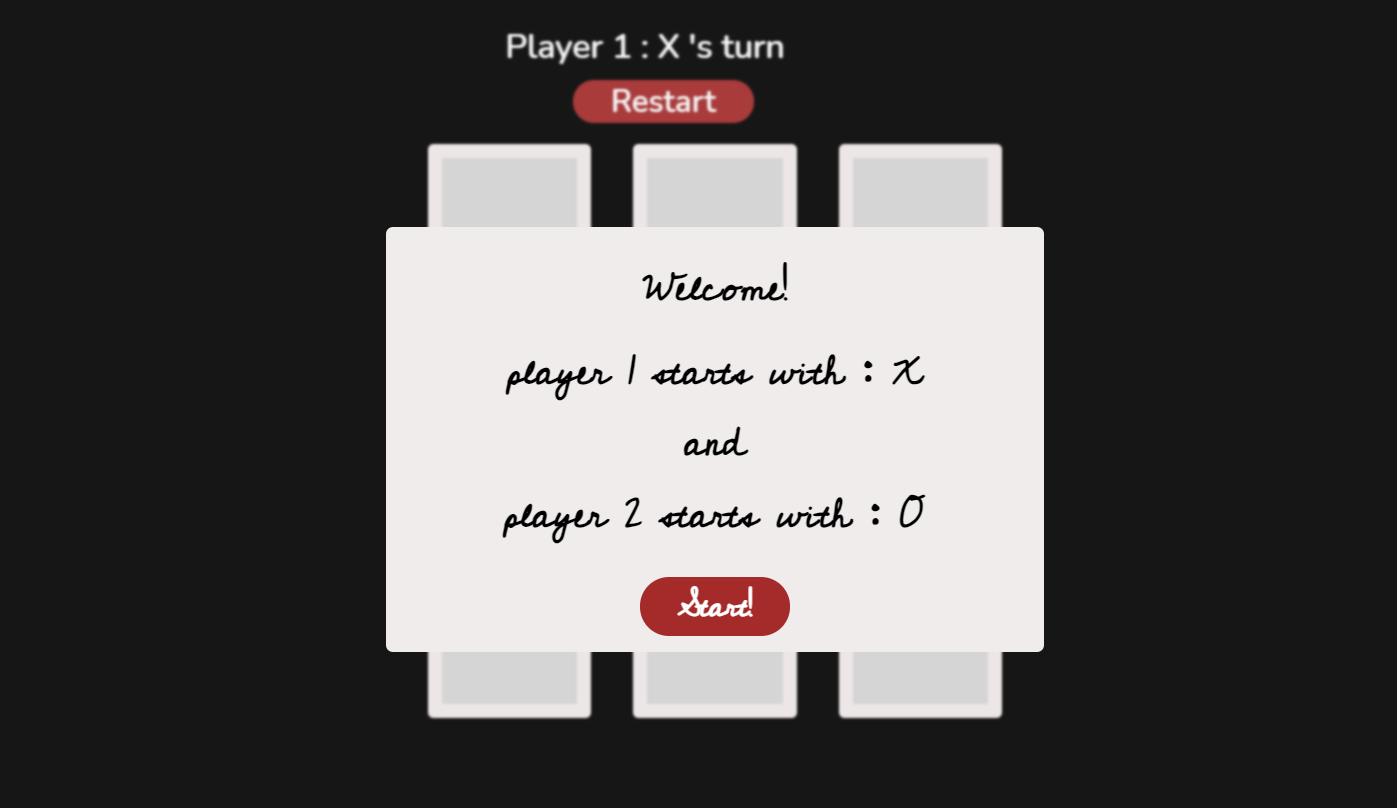 Player 1 : X 's turn
Restart
Welcome!
player 1 starts with : X
and
player 2 starts with : O
Start!